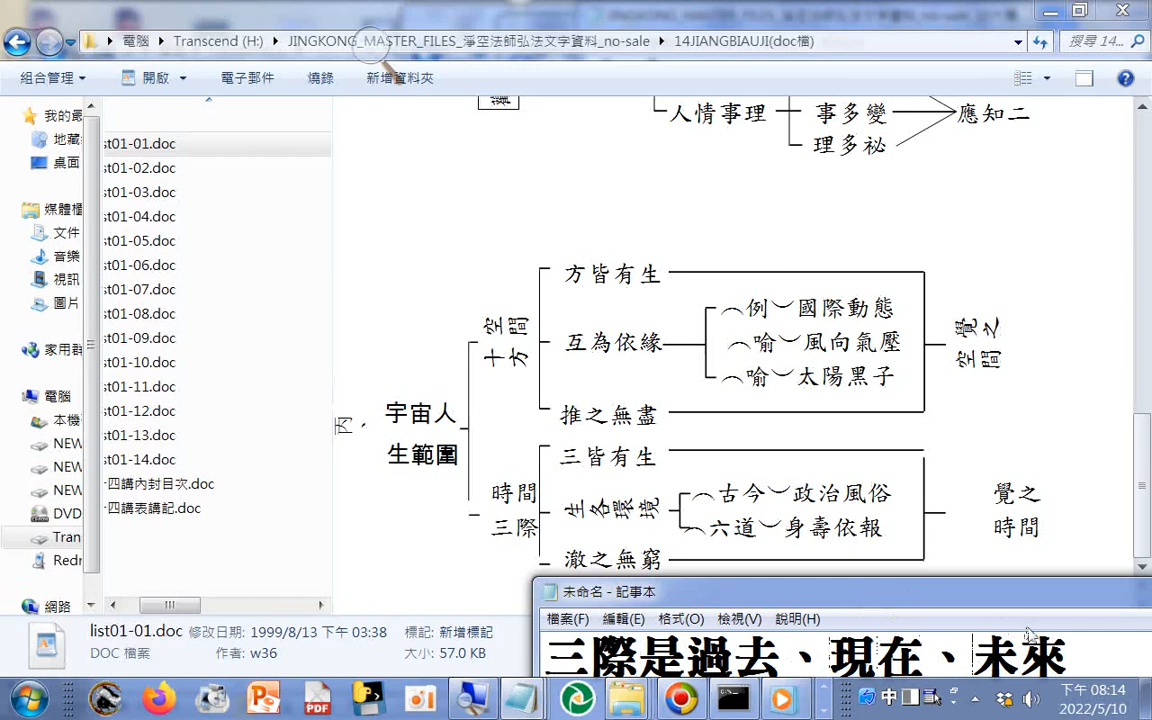 電腦 Transcend (H:) JINGKONG_MASTER_FILES_淨空法師弘法文字資料_no-sale 14JIANGBIAUJI(doc檔)
搜尋 14...
組合管理 開啟 電子郵件 燒錄 新增資料夾
我的最
地藏
桌面
媒體櫃
文件
音樂
視訊
圖片
家用群
電腦
本機
NEW
NEW
NEW
DVD
Tran
Redr
網路
st01-01.doc
st01-02.doc
st01-03.doc
st01-04.doc
st01-05.doc
st01-06.doc
st01-07.doc
st01-08.doc
st01-09.doc
st01-10.doc
st01-11.doc
st01-12.doc
st01-13.doc
st01-14.doc
四講內封目次.doc
四講表講記.doc
人情事理
事多變
理多祕
應知二
丙、
宇宙人
生範圍
空間
十方
方皆有生
互為依緣
(例)國際動態
(喻)風向氣壓
(喻)太陽黑子
推之無盡
覺之
空間
時間
三際
三皆有生
生各環境
(古今)政治風俗
(六道)身壽依報
澈之無窮
覺之
時間
list01-01.doc 修改日期: 1999/8/13 下午 03:38 標記: 新增標記
DOC 檔案 作者: w36 大小: 57.0 KB
未命名 - 記事本
檔案(F) 編輯(E) 格式(O) 檢視(V) 說明(H)
三際是過去、現在、未來
中
下午 08:14
2022/5/10